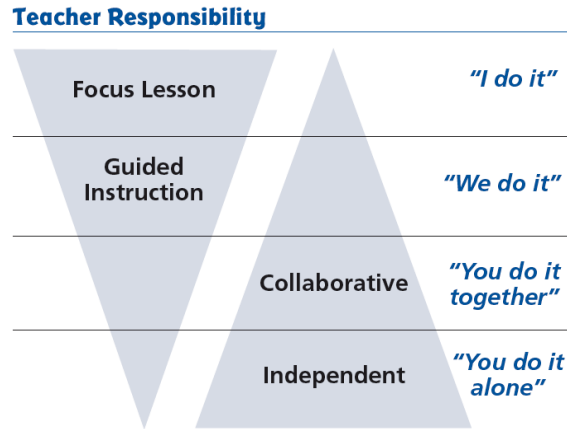 Teacher Responsibility
Focus Lesson
“I do it”
Guided
Instruction
“We do it”
Collaborative
“You do it
together”
Independent
“You do it
alone”